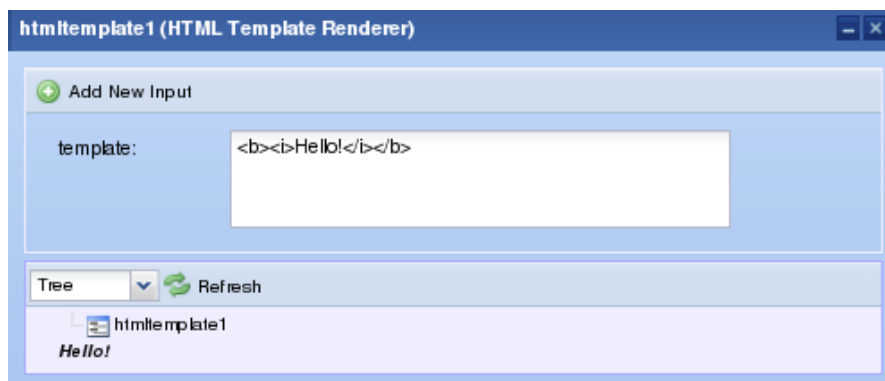 htmltemplate1 (HTML Template Renderer)
Add New Input
template: <b><i>Hello!</i></b>
Tree Refresh
htmltemplate1
Hello!